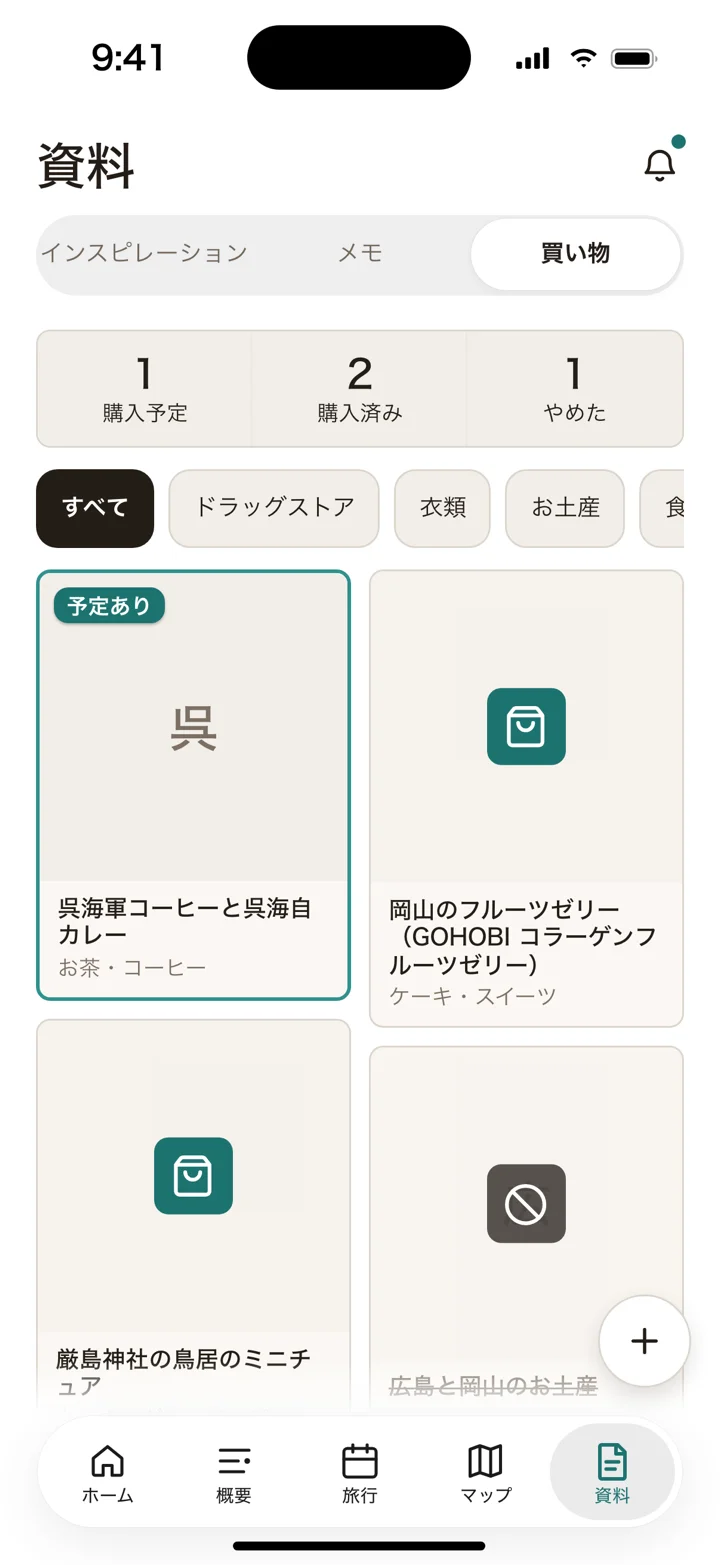 9:41
資料
インスピレーション
メモ
買い物
1
購入予定
2
購入済み
1
やめた
すべて
ドラッグストア
衣類
お土産
食
予定あり
呉
呉海軍コーヒーと呉海自
カレー
お茶・コーヒー
岡山のフルーツゼリー
（GOHOBI コラーゲンフ
ルーツゼリー）
ケーキ・スイーツ
厳島神社の鳥居のミニチ
ュア
広島と岡山のお土産
ホーム
概要
旅行
マップ
資料